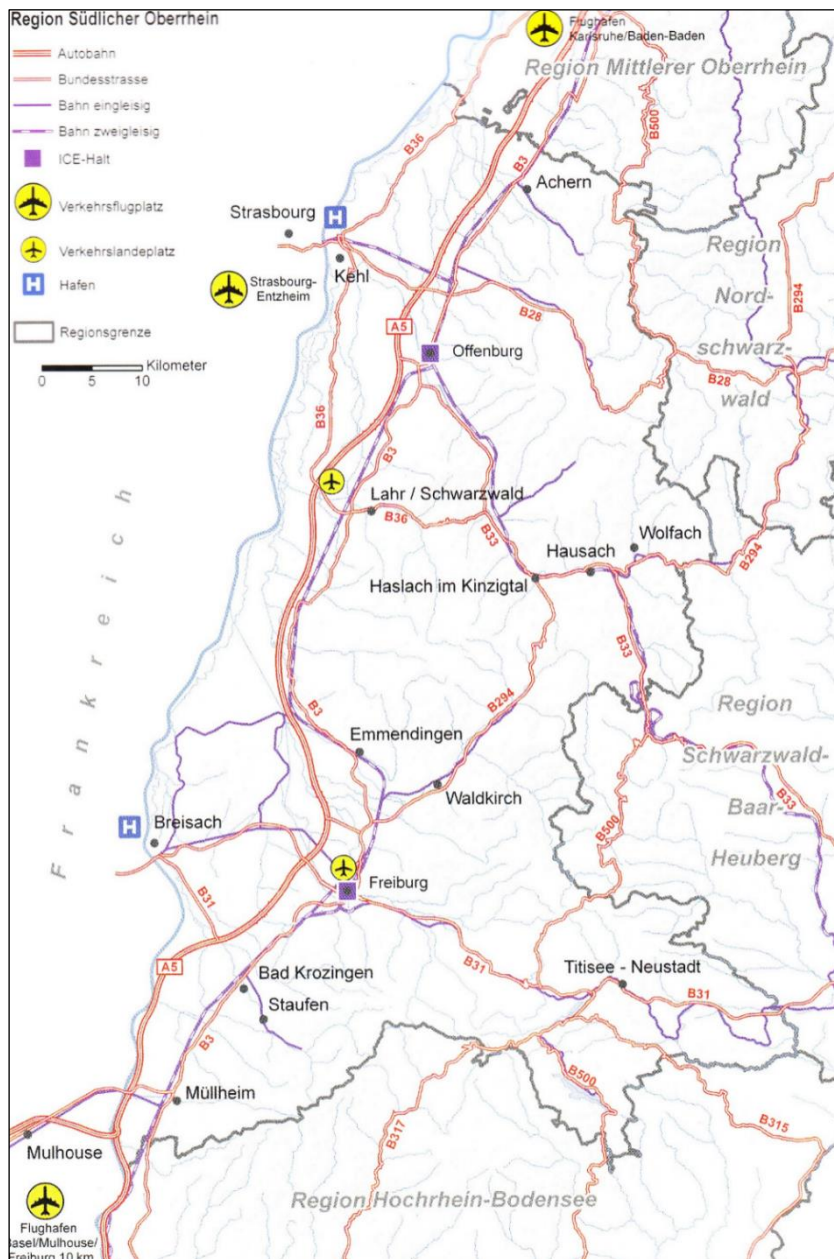 Region Südlicher Oberrhein
Autobahn
Bundesstrasse
Bahn eingleisig
Bahn zweigleisig
ICE-Halt
Verkehrsflugplatz
Verkehrslandeplatz
H
Hafen
Regionsgrenze
Kilometer
0 5 10
Flughafen
Karlsruhe/Baden-Baden
Region Mittlerer Oberrhein
B500
B36
B3
Achern
Strasbourg
H
Kehl
Strasbourg-
Entzheim
Region
Nord-
schwarz-
wald
B294
B28
B28
A5
Offenburg
B36
B3
Lahr / Schwarzwald
B36
B33
Wolfach
Hausach
Haslach im Kinzigtal
B294
B33
Frankreich
B3
B294
Emmendingen
Waldkirch
Region
Schwarzwald-
Baar-
Heuberg
B33
B500
H
Breisach
Freiburg
B31
B31
A5
Bad Krozingen
Staufen
Titisee - Neustadt
B31
B3
Müllheim
B500
B317
B315
Mulhouse
Region Hochrhein-Bodensee
Flughafen
Basel/Mulhouse/
Freiburg 10 km